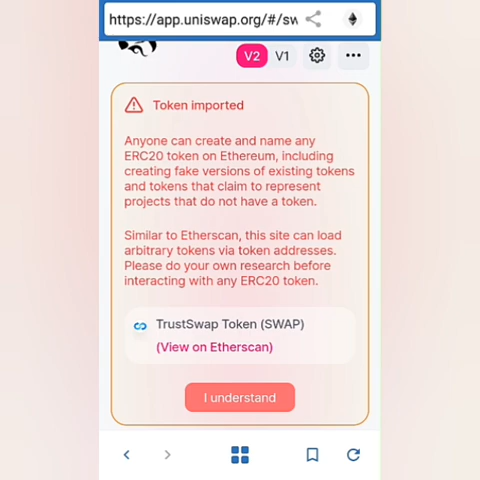 https://app.uniswap.org/#/sw
V2 V1
Token imported
Anyone can create and name any
ERC20 token on Ethereum, including
creating fake versions of existing tokens
and tokens that claim to represent
projects that do not have a token.
Similar to Etherscan, this site can load
arbitrary tokens via token addresses.
Please do your own research before
interacting with any ERC20 token.
TrustSwap Token (SWAP)
(View on Etherscan)
I understand